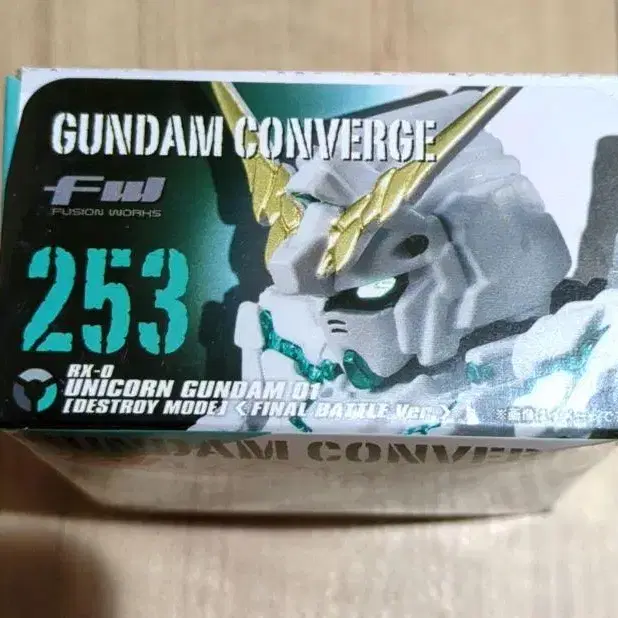 GUNDAM CONVERGE
FW
FUSION WORKS
253
RX-0
UNICORN GUNDAM 01
[DESTROY MODE] <FINAL BATTLE Ver.>
※画像はイメージです
GUNDAM CONVERGE